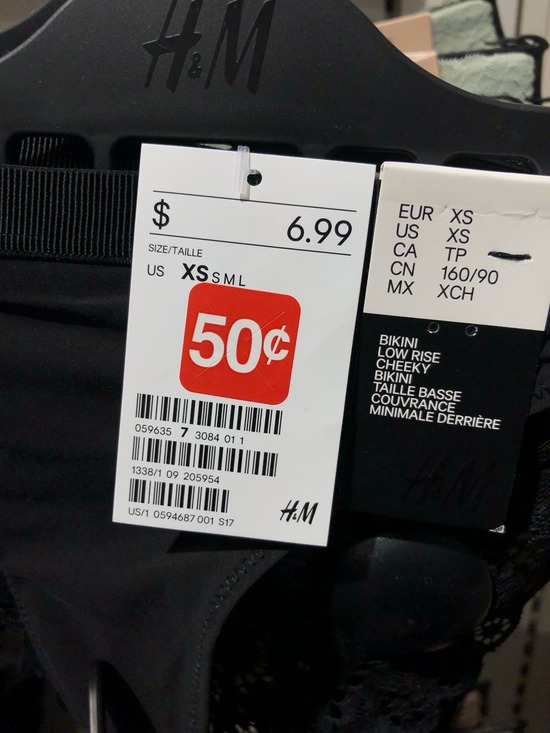 H&M
$ 6.99
SIZE/TAILLE
US XS S M L
50¢
059635 7 3084 01 1
1338/1 09 205954
US/1 0594687 001 S17
H&M
EUR XS
US XS
CA TP
CN 160/90
MX XCH
BIKINI
LOW RISE
CHEEKY
BIKINI
TAILLE BASSE
COUVRANCE
MINIMALE DERRIÈRE
H&M